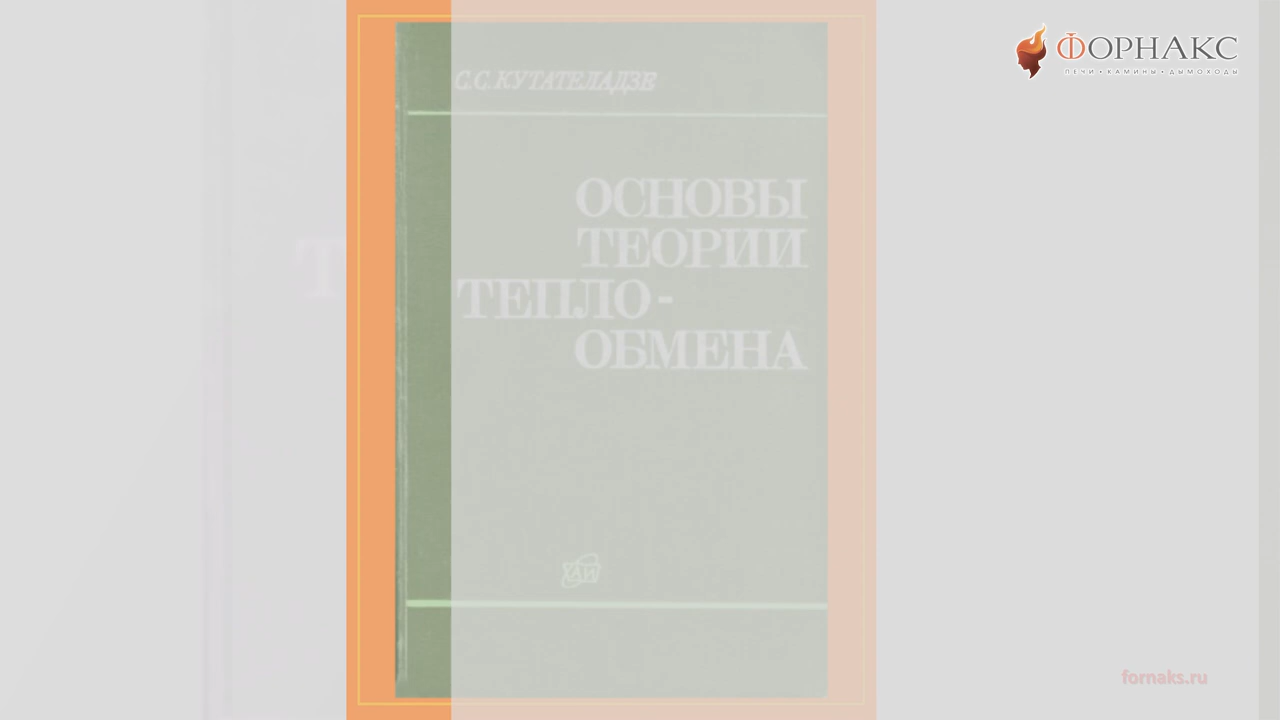 ФОРНАКС
ПЕЧИ • КАМИНЫ • ДЫМОХОДЫ
С.С. КУТАТЕЛАДЗЕ
ОСНОВЫ
ТЕОРИИ
ТЕПЛО-
ОБМЕНА
fornaks.ru